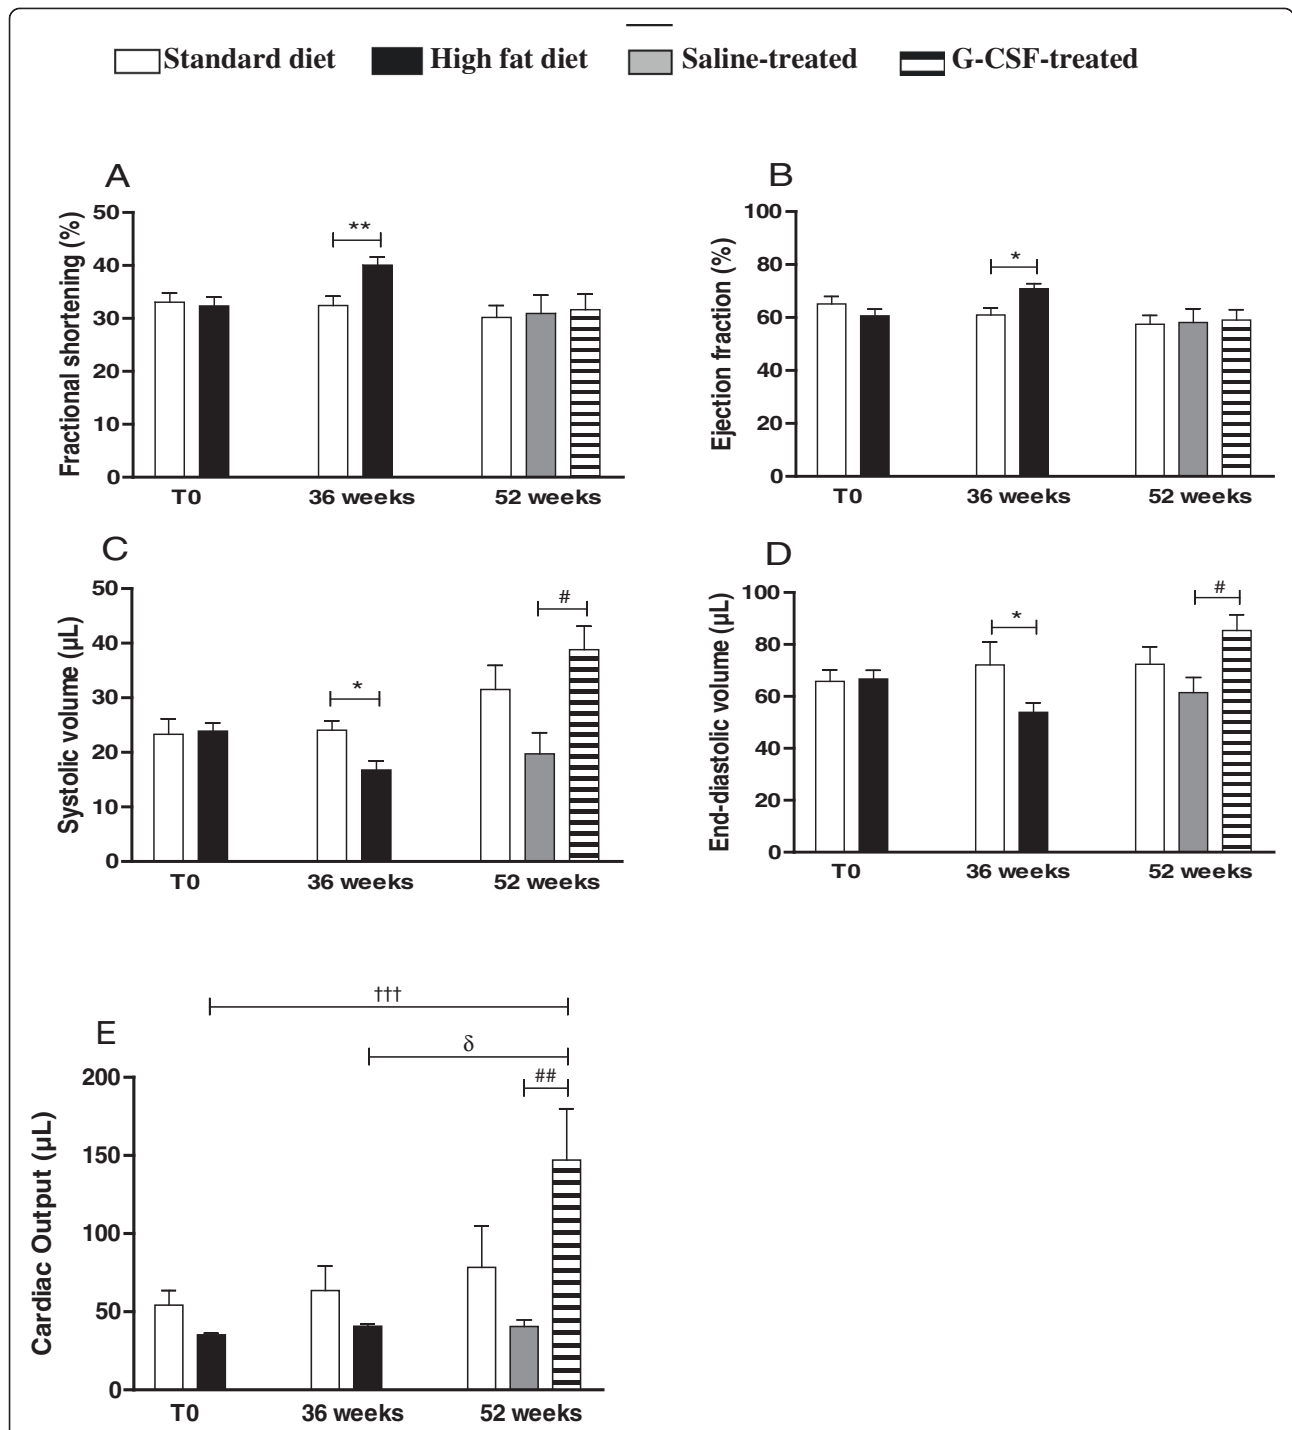 Standard diet High fat diet Saline-treated G-CSF-treated
A
Fractional shortening (%)
50
40
30
20
10
0
**
T0 36 weeks 52 weeks
B
Ejection fraction (%)
100
80
60
40
20
0
*
T0 36 weeks 52 weeks
C
Systolic volume (µL)
50
40
30
20
10
0
*
#
T0 36 weeks 52 weeks
D
End-diastolic volume (µL)
100
80
60
40
20
0
*
#
T0 36 weeks 52 weeks
E
Cardiac Output (µL)
200
150
100
50
0
†††
δ
##
T0 36 weeks 52 weeks